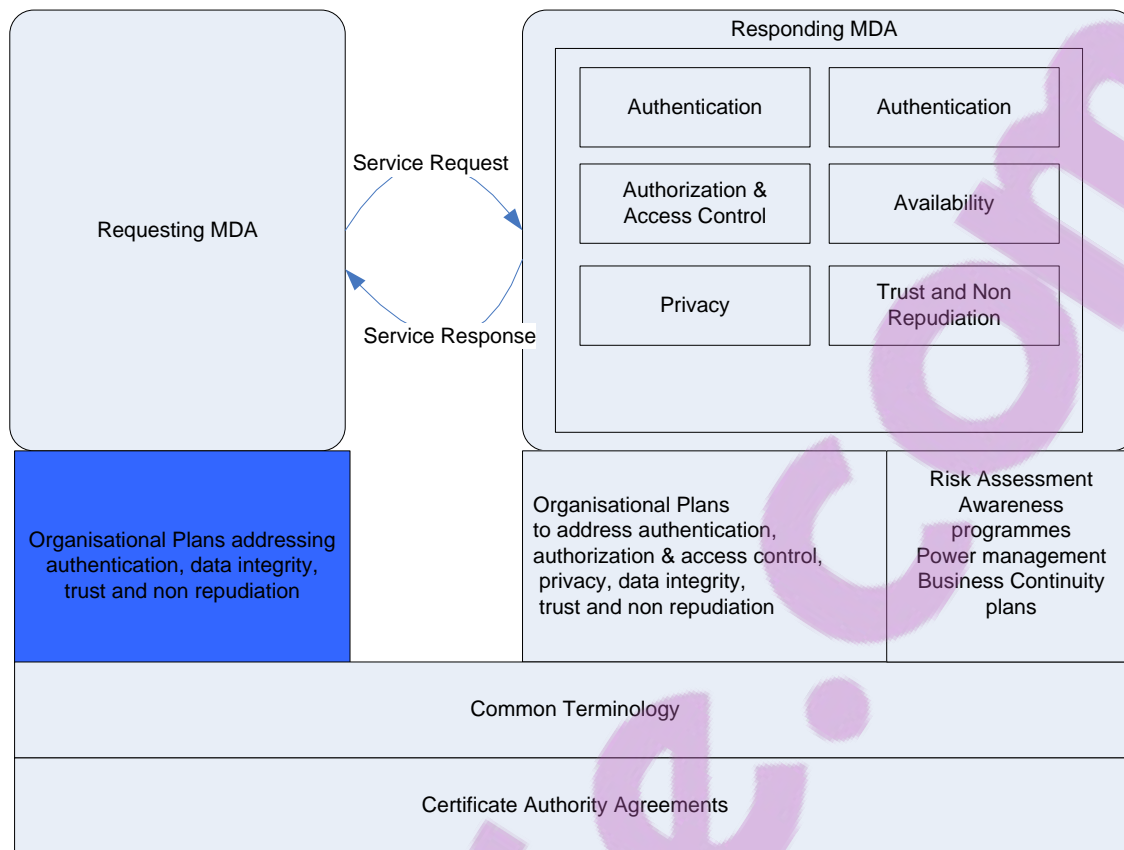 Responding MDA
Authentication
Authentication
Service Request
Authorization &
Access Control
Availability
Requesting MDA
Privacy
Trust and Non
Repudiation
Service Response
Organisational Plans addressing
authentication, data integrity,
trust and non repudiation
Organisational Plans
to address authentication,
authorization & access control,
privacy, data integrity,
trust and non repudiation
Risk Assessment
Awareness
programmes
Power management
Business Continuity
plans
Common Terminology
Certificate Authority Agreements
e.com